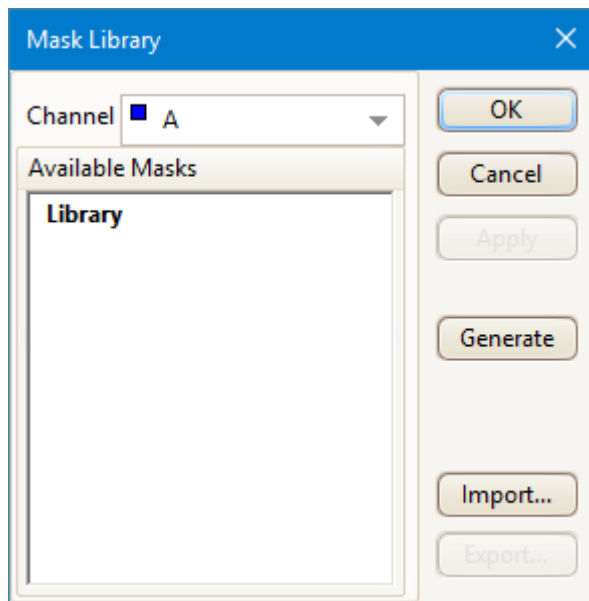 Mask Library
Channel A
Available Masks
Library
OK
Cancel
Apply
Generate
Import...
Export...